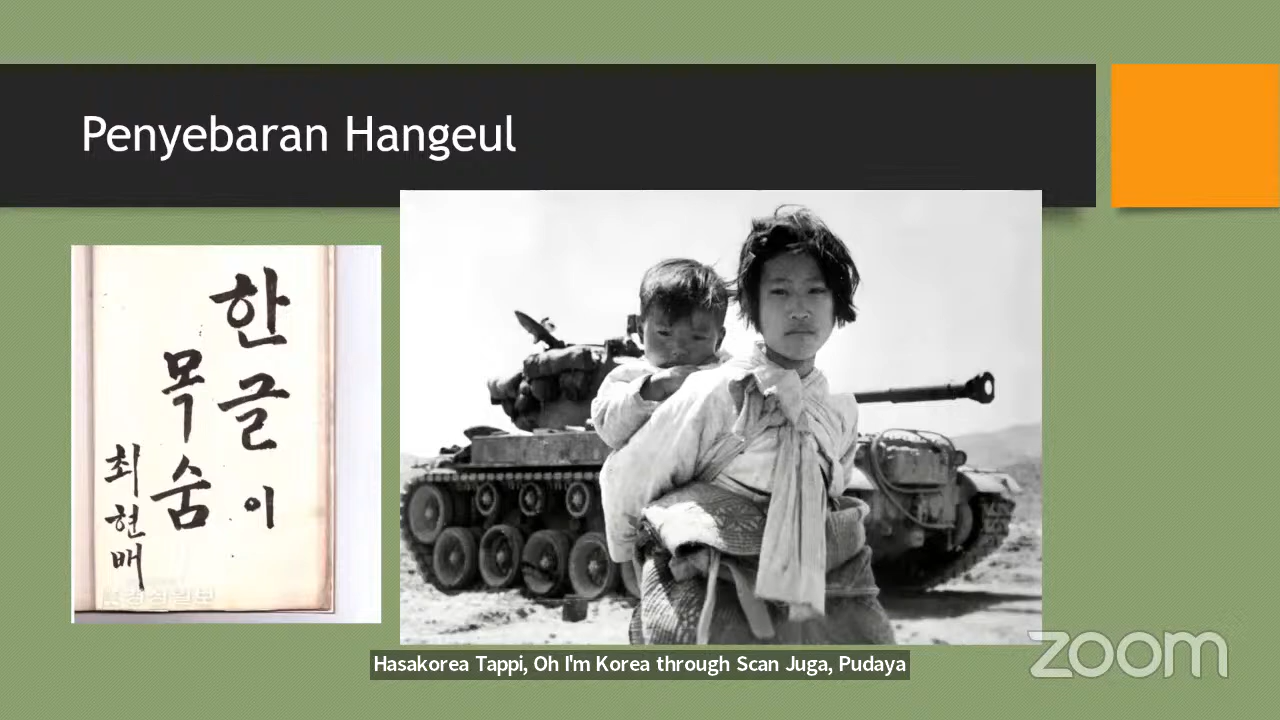 Penyebaran Hangeul
한글이
목숨
최현배
Hasakorea Tappi, Oh I'm Korea through Scan Juga, Pudaya
zoom